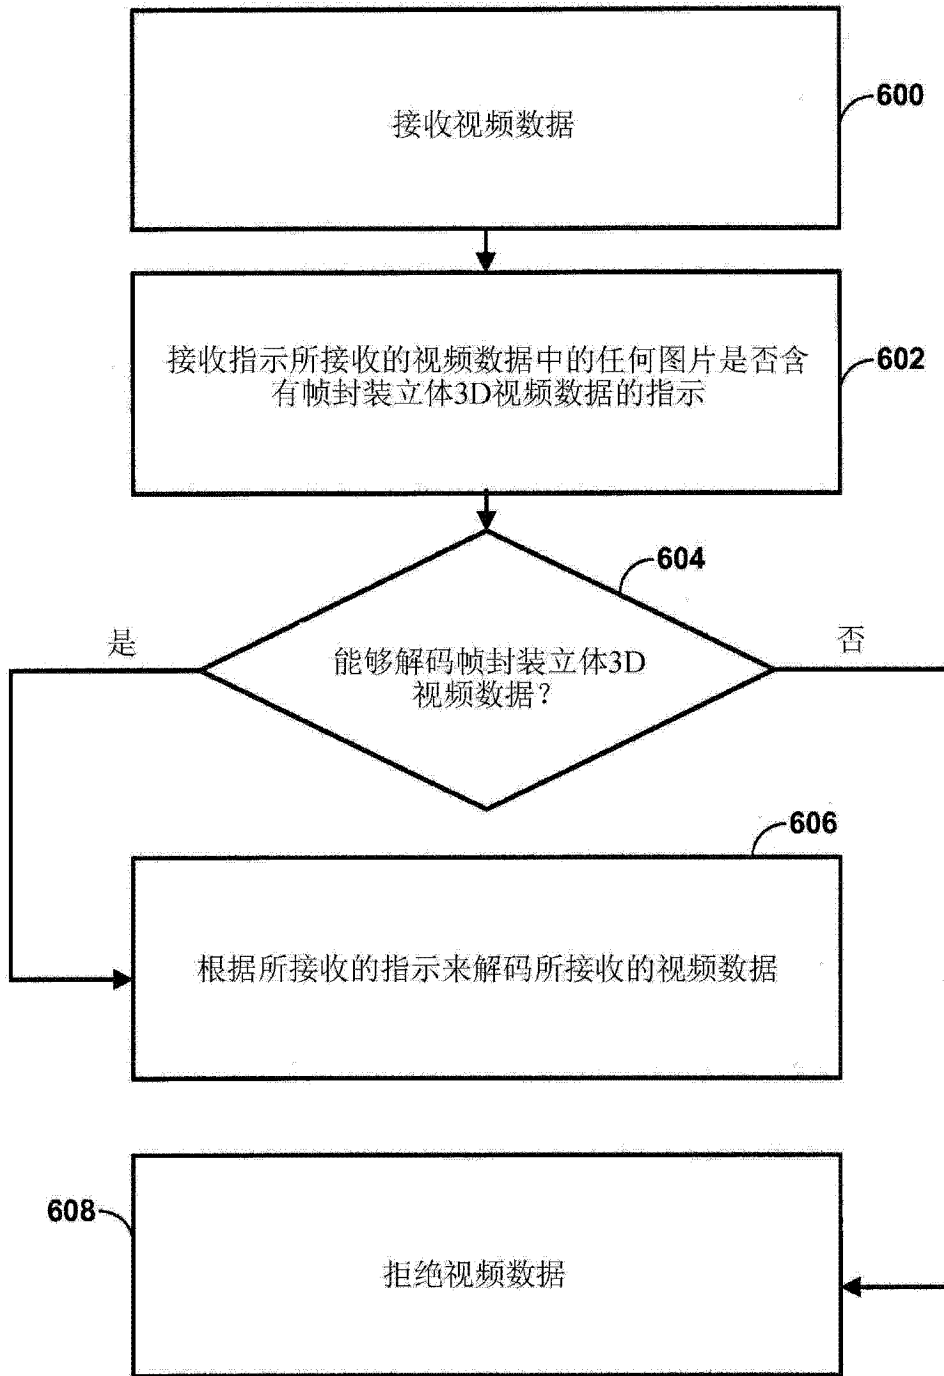 接收视频数据
600
接收指示所接收的视频数据中的任何图片是否含
有帧封装立体3D视频数据的指示
602
604
是
否
能够解码帧封装立体3D
视频数据?
606
根据所接收的指示来解码所接收的视频数据
608
拒绝视频数据